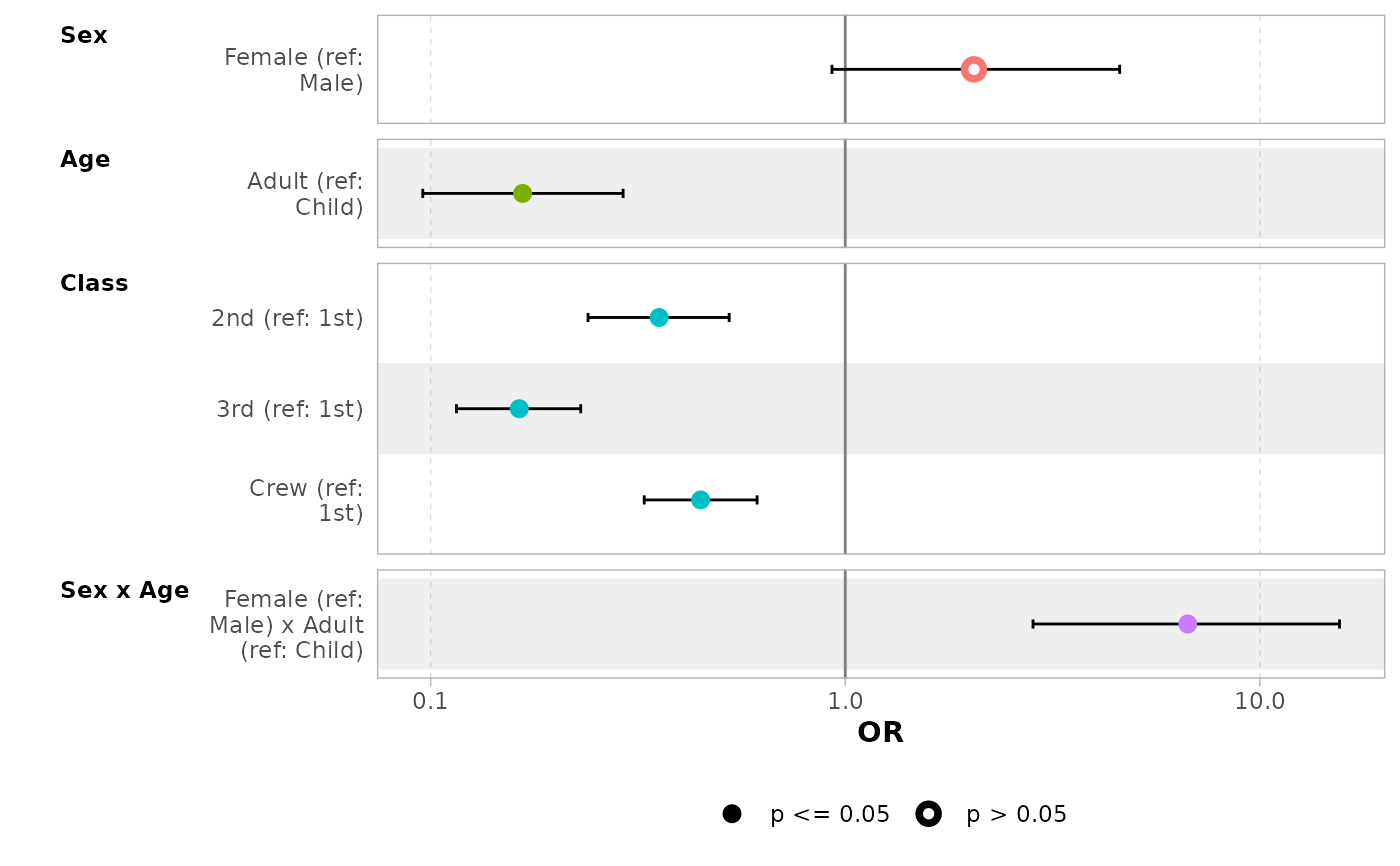 Sex
Female (ref:
Male)
Age
Adult (ref:
Child)
Class
2nd (ref: 1st)
3rd (ref: 1st)
Crew (ref:
1st)
Sex x Age
Female (ref:
Male) x Adult
(ref: Child)
0.1 1.0 10.0
OR
p <= 0.05 p > 0.05